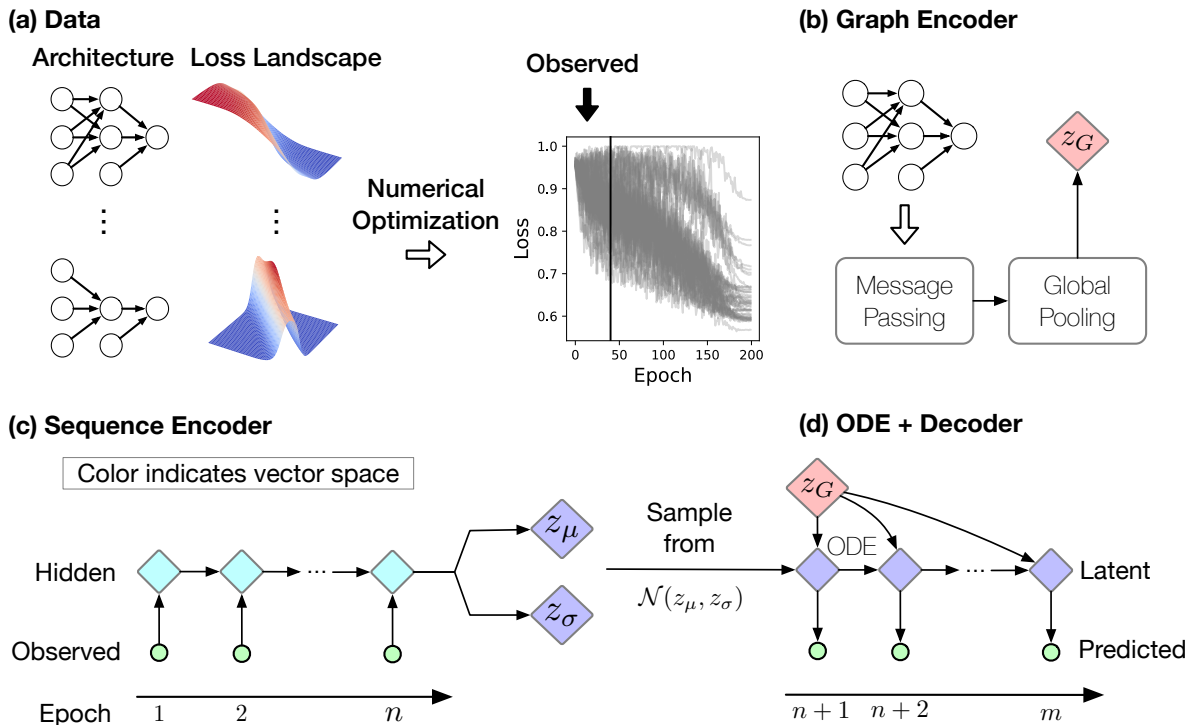 (a) Data
Architecture Loss Landscape
⋮ ⋮
Numerical
Optimization
Observed
1.0
0.9
0.8
0.7
0.6
Loss
0 50 100 150 200
Epoch
(b) Graph Encoder
z_G
Message
Passing
Global
Pooling
(c) Sequence Encoder
Color indicates vector space
z_μ
Hidden ...
z_σ
Observed
Epoch 1 2 n
Sample
from
𝒩(z_μ, z_σ)
(d) ODE + Decoder
z_G
ODE
... Latent
Predicted
n + 1 n + 2 m